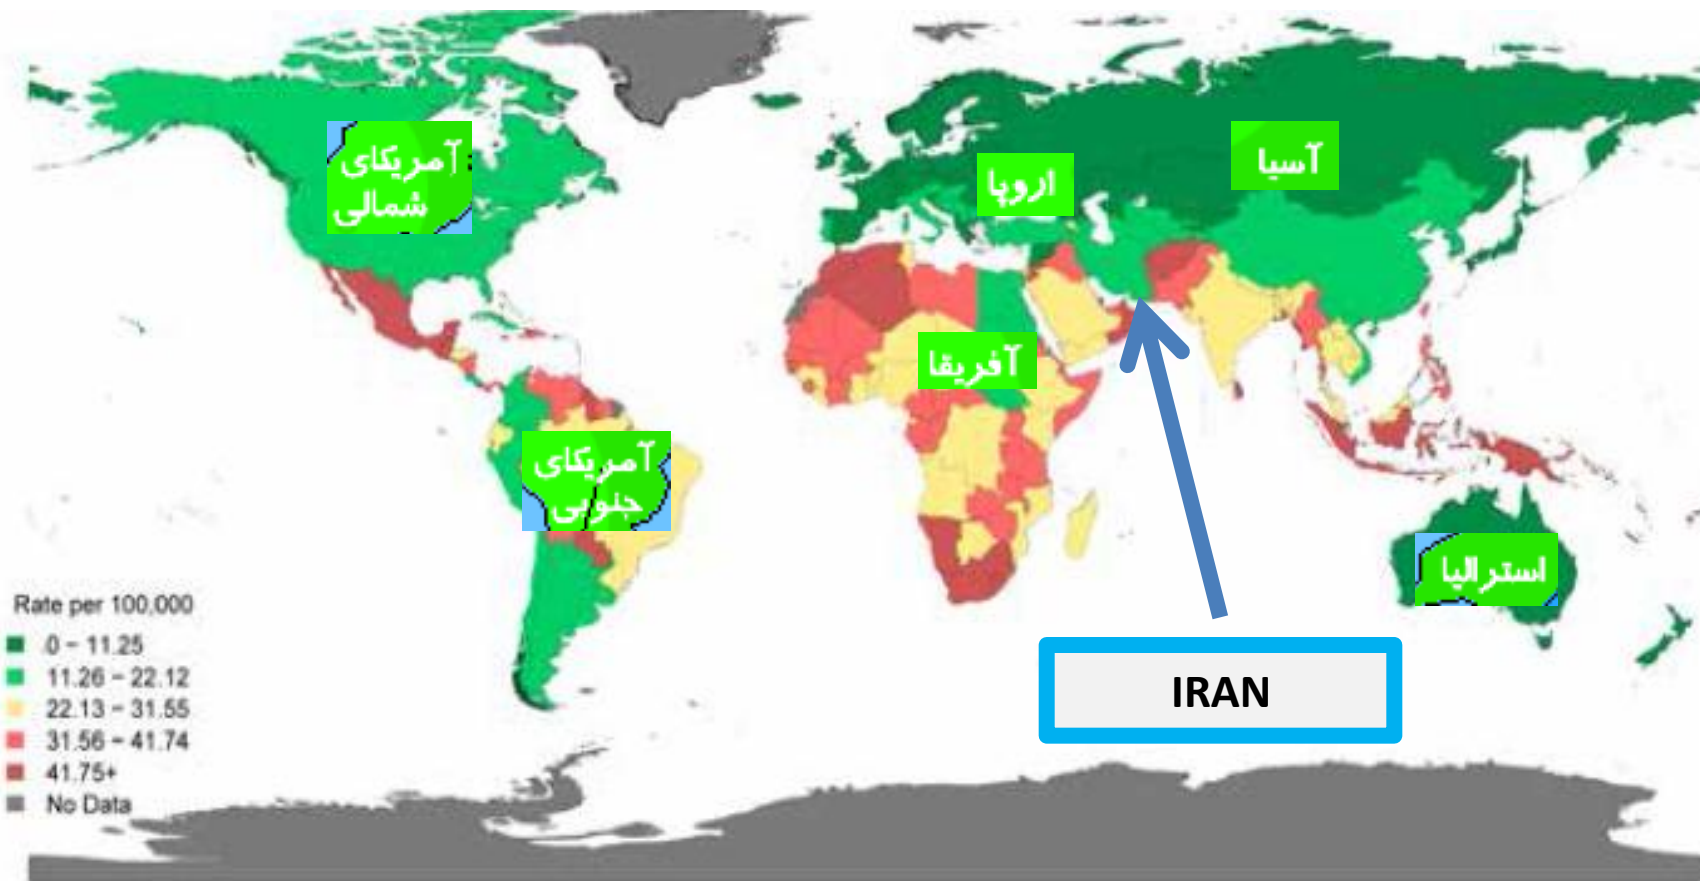 آمریکای
شمالی
اروپا
آسیا
آفریقا
آمریکای
جنوبی
استرالیا
IRAN
Rate per 100,000
.0 - 11.25
11.26 - 22.12
22.13 - 31.55
31.56 - 41.74
41.75+
No Data